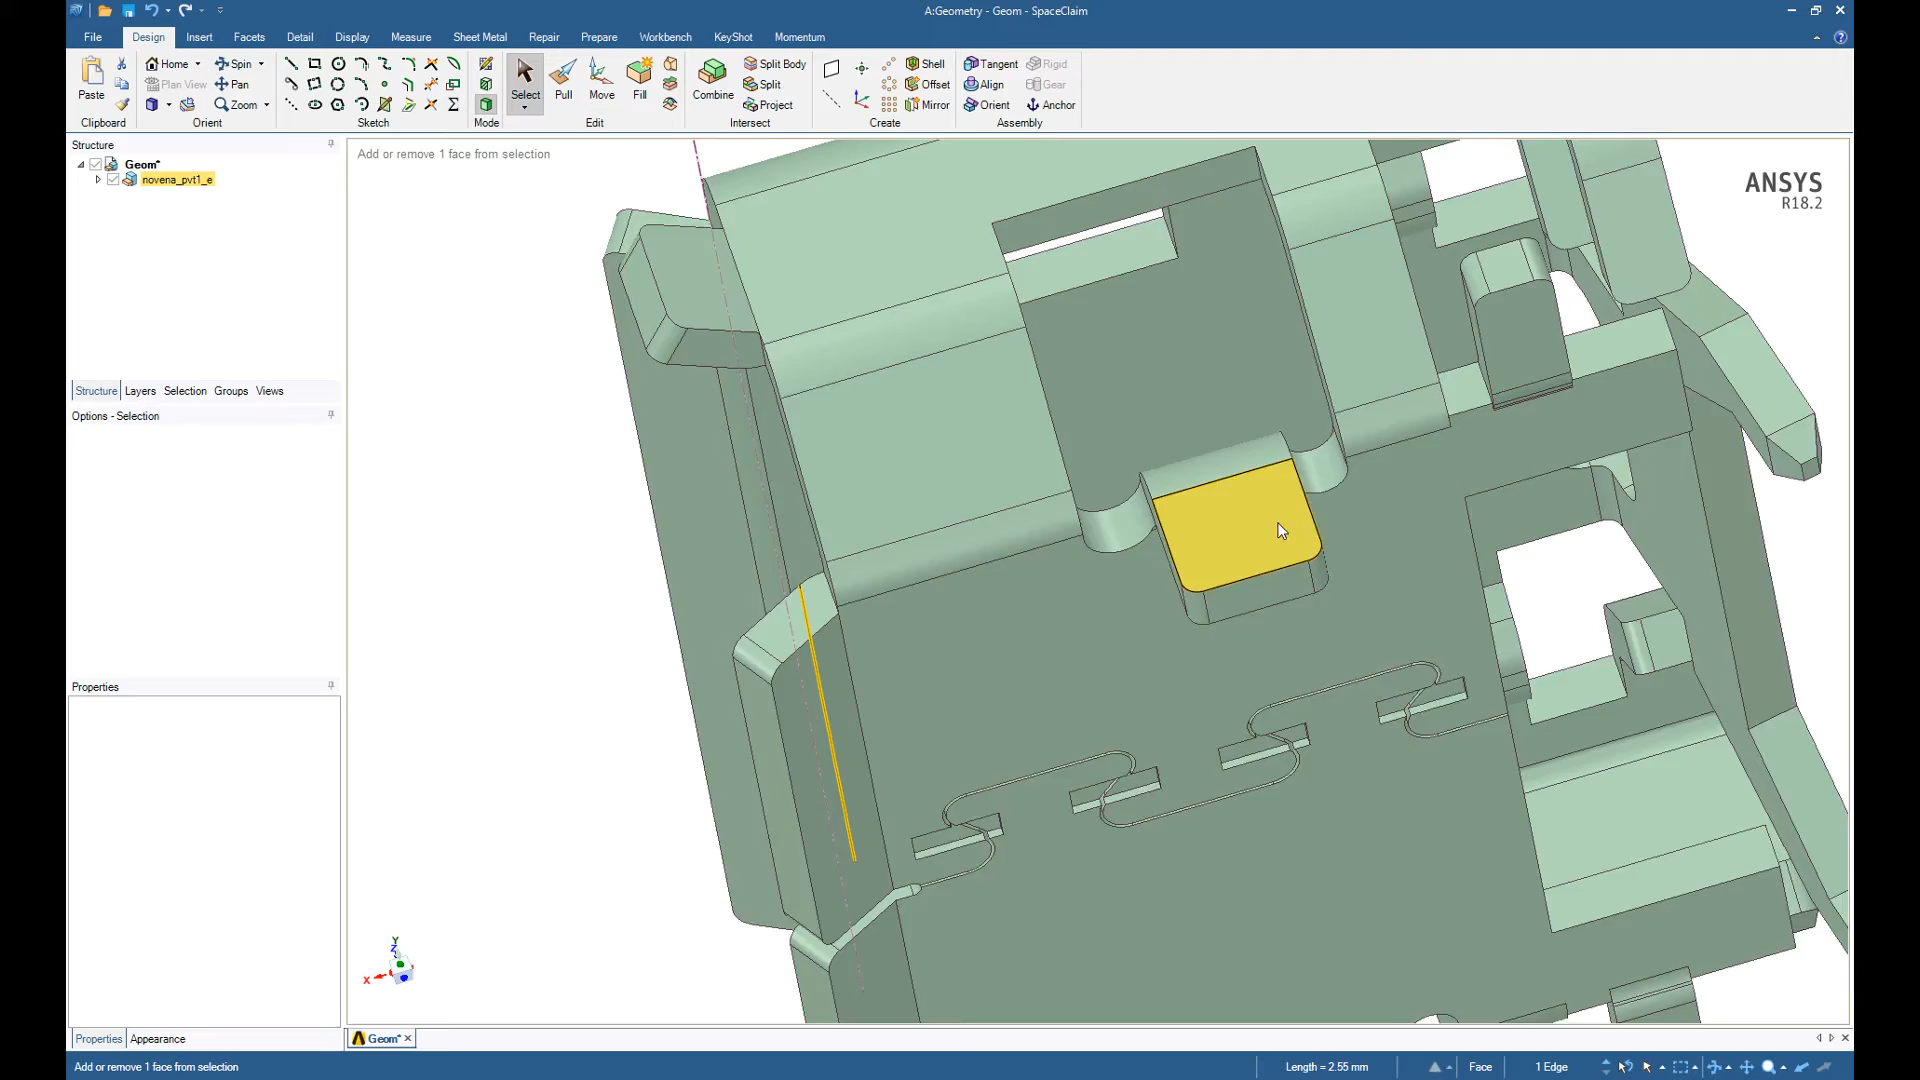 A:Geometry - Geom - SpaceClaim
File Design Insert Facets Detail Display Measure Sheet Metal Repair Prepare Workbench KeyShot Momentum
Paste Home Spin Select Pull Move Fill Combine Split Body Shell Tangent Rigid
Plan View Pan Split Offset Align Gear
Zoom Project Mirror Orient Anchor
Clipboard Orient Sketch Mode Edit Intersect Create Assembly
Structure
Geom*
novena_pvt1_e
Structure Layers Selection Groups Views
Options - Selection
Properties
Properties Appearance
Add or remove 1 face from selection
ANSYS
R18.2
Y
Z
X
Geom*
Add or remove 1 face from selection Length = 2.55 mm Face 1 Edge